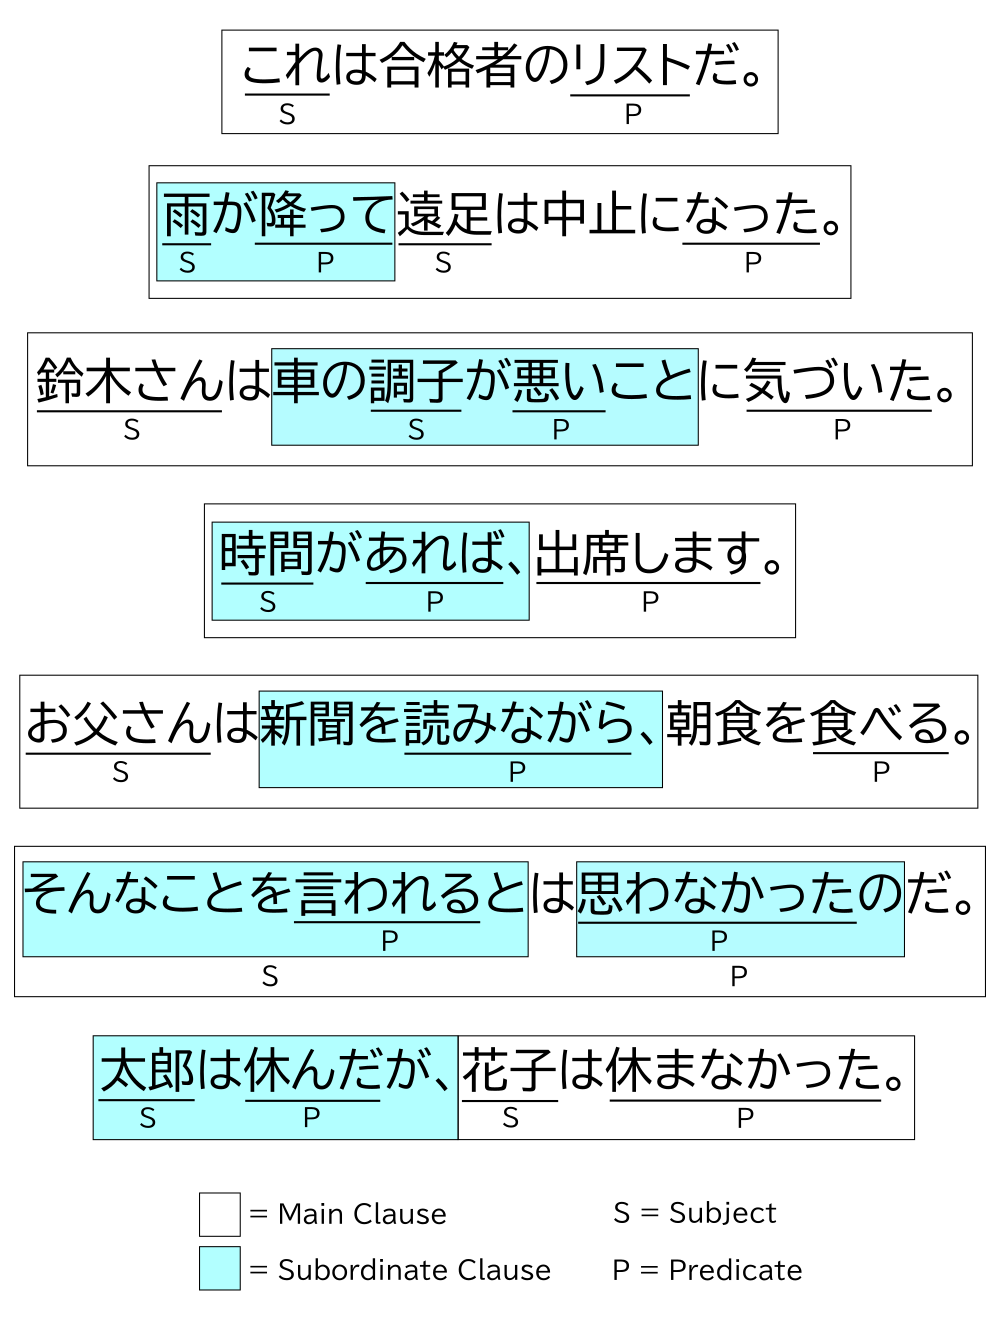 これは合格者のリストだ。
S P
雨が降って遠足は中止になった。
S P S P
鈴木さんは車の調子が悪いことに気づいた。
S S P P
時間があれば、出席します。
S P P
お父さんは新聞を読みながら、朝食を食べる。
S P P
そんなことを言われるとは思わなかったのだ。
P P
S P
太郎は休んだが、花子は休まなかった。
S P S P
= Main Clause S = Subject
= Subordinate Clause P = Predicate